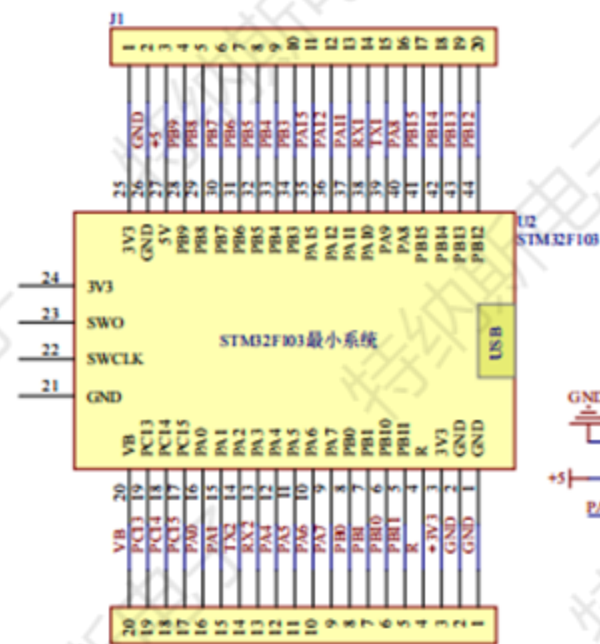 J1
1 2 3 4 5 6 7 8 9 10 11 12 13 14 15 16 17 18 19 20
GND +5 PB9 PB8 PB7 PB6 PB5 PB4 PB3 PA15 PA12 PA11 RX1 TX1 PA8 PB15 PB14 PB13 PB12
25 26 27 28 29 30 31 32 33 34 35 36 37 38 39 40 41 42 43 44
U2
STM32F103
3V3 GND 5V PB9 PB8 PB7 PB6 PB5 PB4 PB3 PA15 PA12 PA11 PA10 PA9 PA8 PB15 PB14 PB13 PB12
24 3V3
23 SWO
STM32F103最小系统
USB
22 SWCLK
21 GND
GND
VB PC13 PC14 PC15 PA0 PA1 PA2 PA3 PA4 PA5 PA6 PA7 PB0 PB1 PB10 PB11 R 3V3 GND GND
+5
20 19 18 17 16 15 14 13 12 11 10 9 8 7 6 5 4 3 2 1
VB PC13 PC14 PC15 PA0 PA1 TX2 RX2 PA4 PA5 PA6 PA7 PB0 PB1 PB10 PB11 R +3V3 GND GND
20 19 18 17 16 15 14 13 12 11 10 9 8 7 6 5 4 3 2 1
特纳斯电子